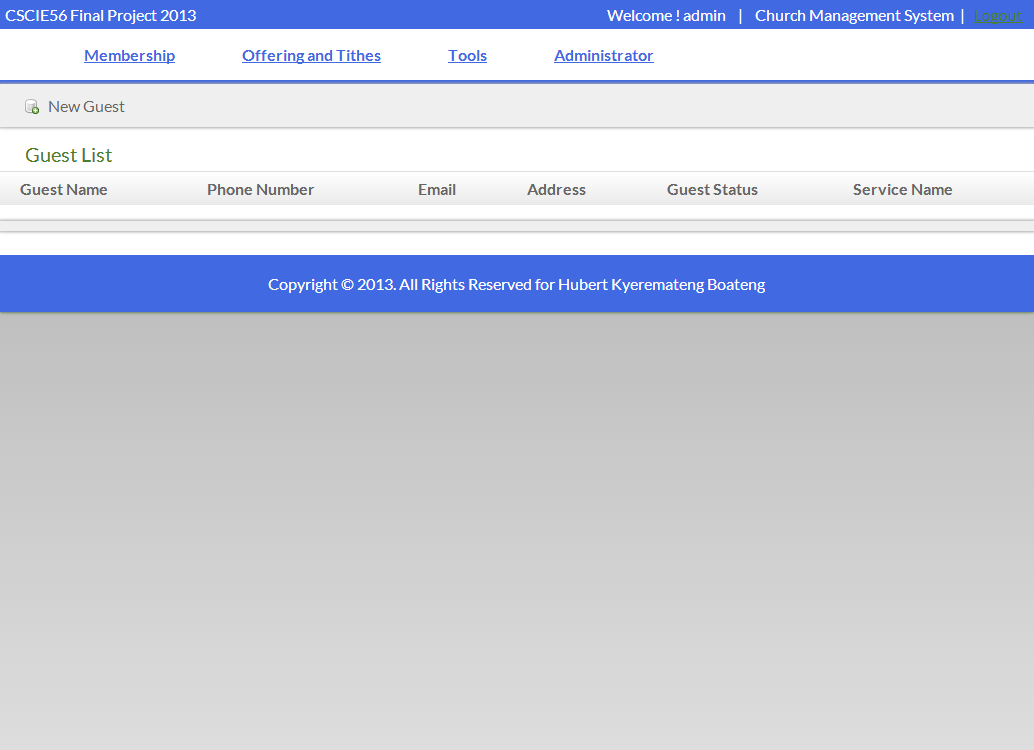 CSCIE56 Final Project 2013 Welcome ! admin | Church Management System | Logout
Membership Offering and Tithes Tools Administrator
New Guest
Guest List
Guest Name Phone Number Email Address Guest Status Service Name
Copyright © 2013. All Rights Reserved for Hubert Kyeremateng Boateng